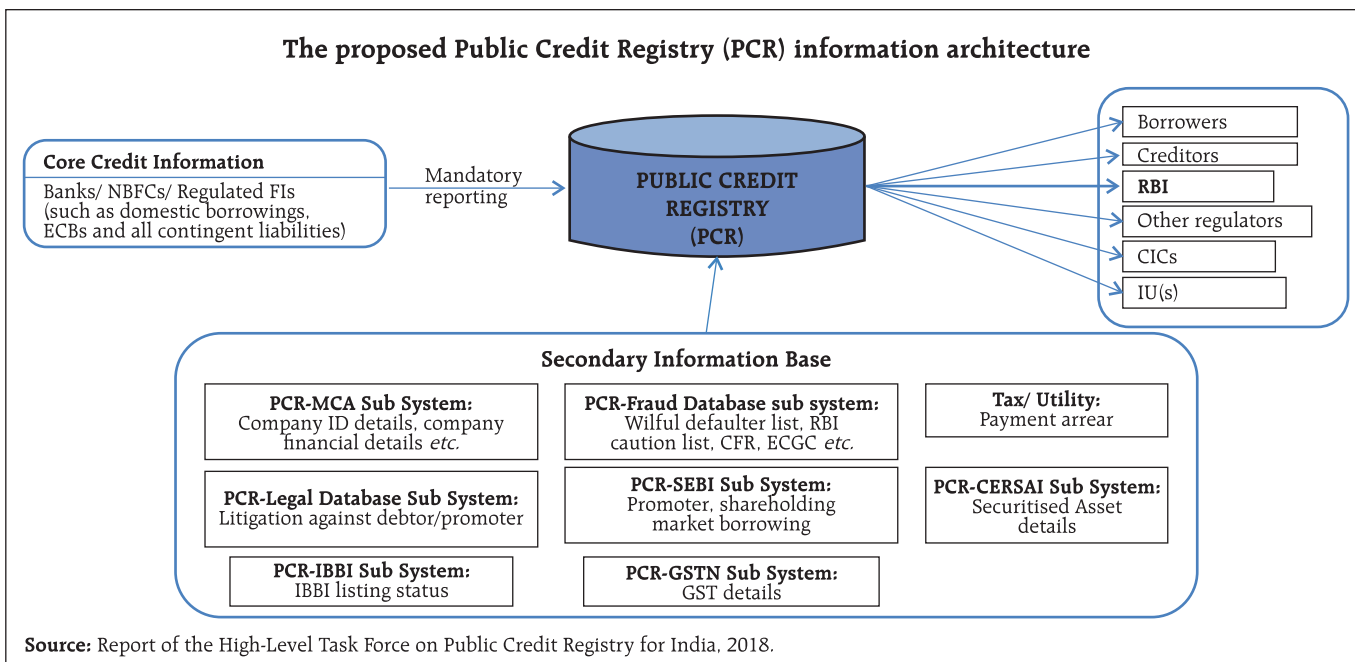 The proposed Public Credit Registry (PCR) information architecture
Core Credit Information
Banks/ NBFCs/ Regulated FIs
(such as domestic borrowings,
ECBs and all contingent liabilities)
Mandatory
reporting
PUBLIC CREDIT
REGISTRY
(PCR)
Borrowers
Creditors
RBI
Other regulators
CICs
IU(s)
Secondary Information Base
PCR-MCA Sub System:
Company ID details, company
financial details etc.
PCR-Fraud Database sub system:
Wilful defaulter list, RBI
caution list, CFR, ECGC etc.
Tax/ Utility:
Payment arrear
PCR-Legal Database Sub System:
Litigation against debtor/promoter
PCR-SEBI Sub System:
Promoter, shareholding
market borrowing
PCR-CERSAI Sub System:
Securitised Asset
details
PCR-IBBI Sub System:
IBBI listing status
PCR-GSTN Sub System:
GST details
Source: Report of the High-Level Task Force on Public Credit Registry for India, 2018.